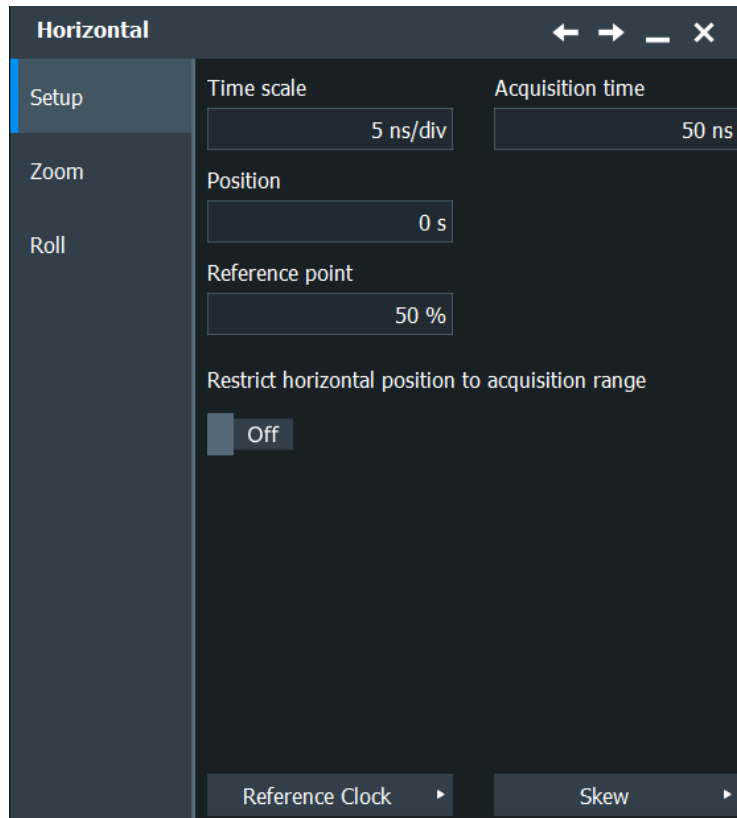 Horizontal
Setup
Zoom
Roll
Time scale
5 ns/div
Acquisition time
50 ns
Position
0 s
Reference point
50 %
Restrict horizontal position to acquisition range
Off
Reference Clock
Skew